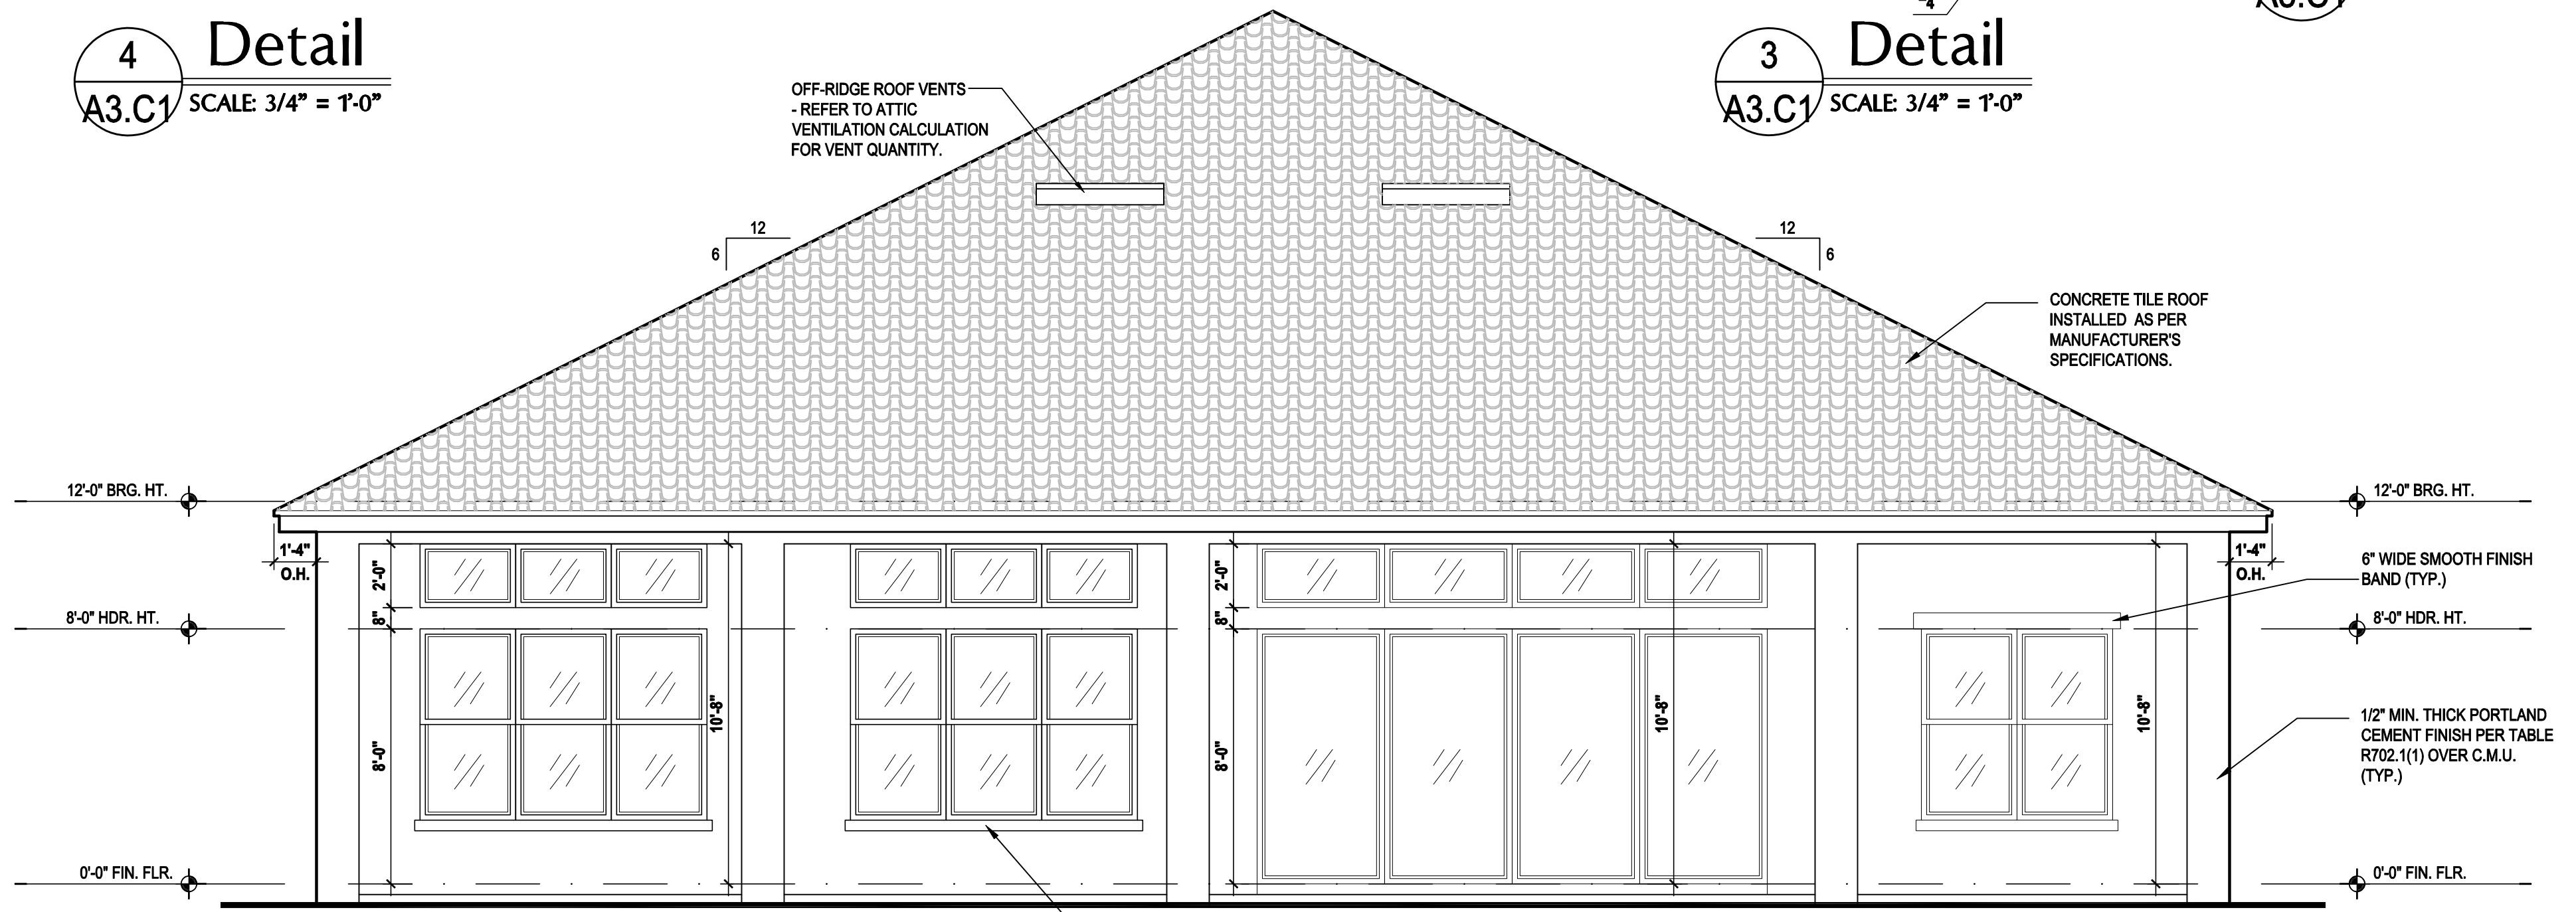 4
Detail
A3.C1
SCALE: 3/4” = 1’-0”
4
A3.C1
3
Detail
A3.C1
SCALE: 3/4” = 1’-0”
OFF-RIDGE ROOF VENTS
- REFER TO ATTIC
VENTILATION CALCULATION
FOR VENT QUANTITY.
12
6
12
6
CONCRETE TILE ROOF
INSTALLED AS PER
MANUFACTURER'S
SPECIFICATIONS.
12'-0" BRG. HT.
12'-0" BRG. HT.
1'-4"
O.H.
2'-0"
2'-0"
1'-4"
O.H.
6" WIDE SMOOTH FINISH
BAND (TYP.)
8'-0" HDR. HT.
8"
8"
8'-0" HDR. HT.
8'-0"
10'-8"
8'-0"
10'-8"
10'-8"
1/2" MIN. THICK PORTLAND
CEMENT FINISH PER TABLE
R702.1(1) OVER C.M.U.
(TYP.)
0'-0" FIN. FLR.
0'-0" FIN. FLR.